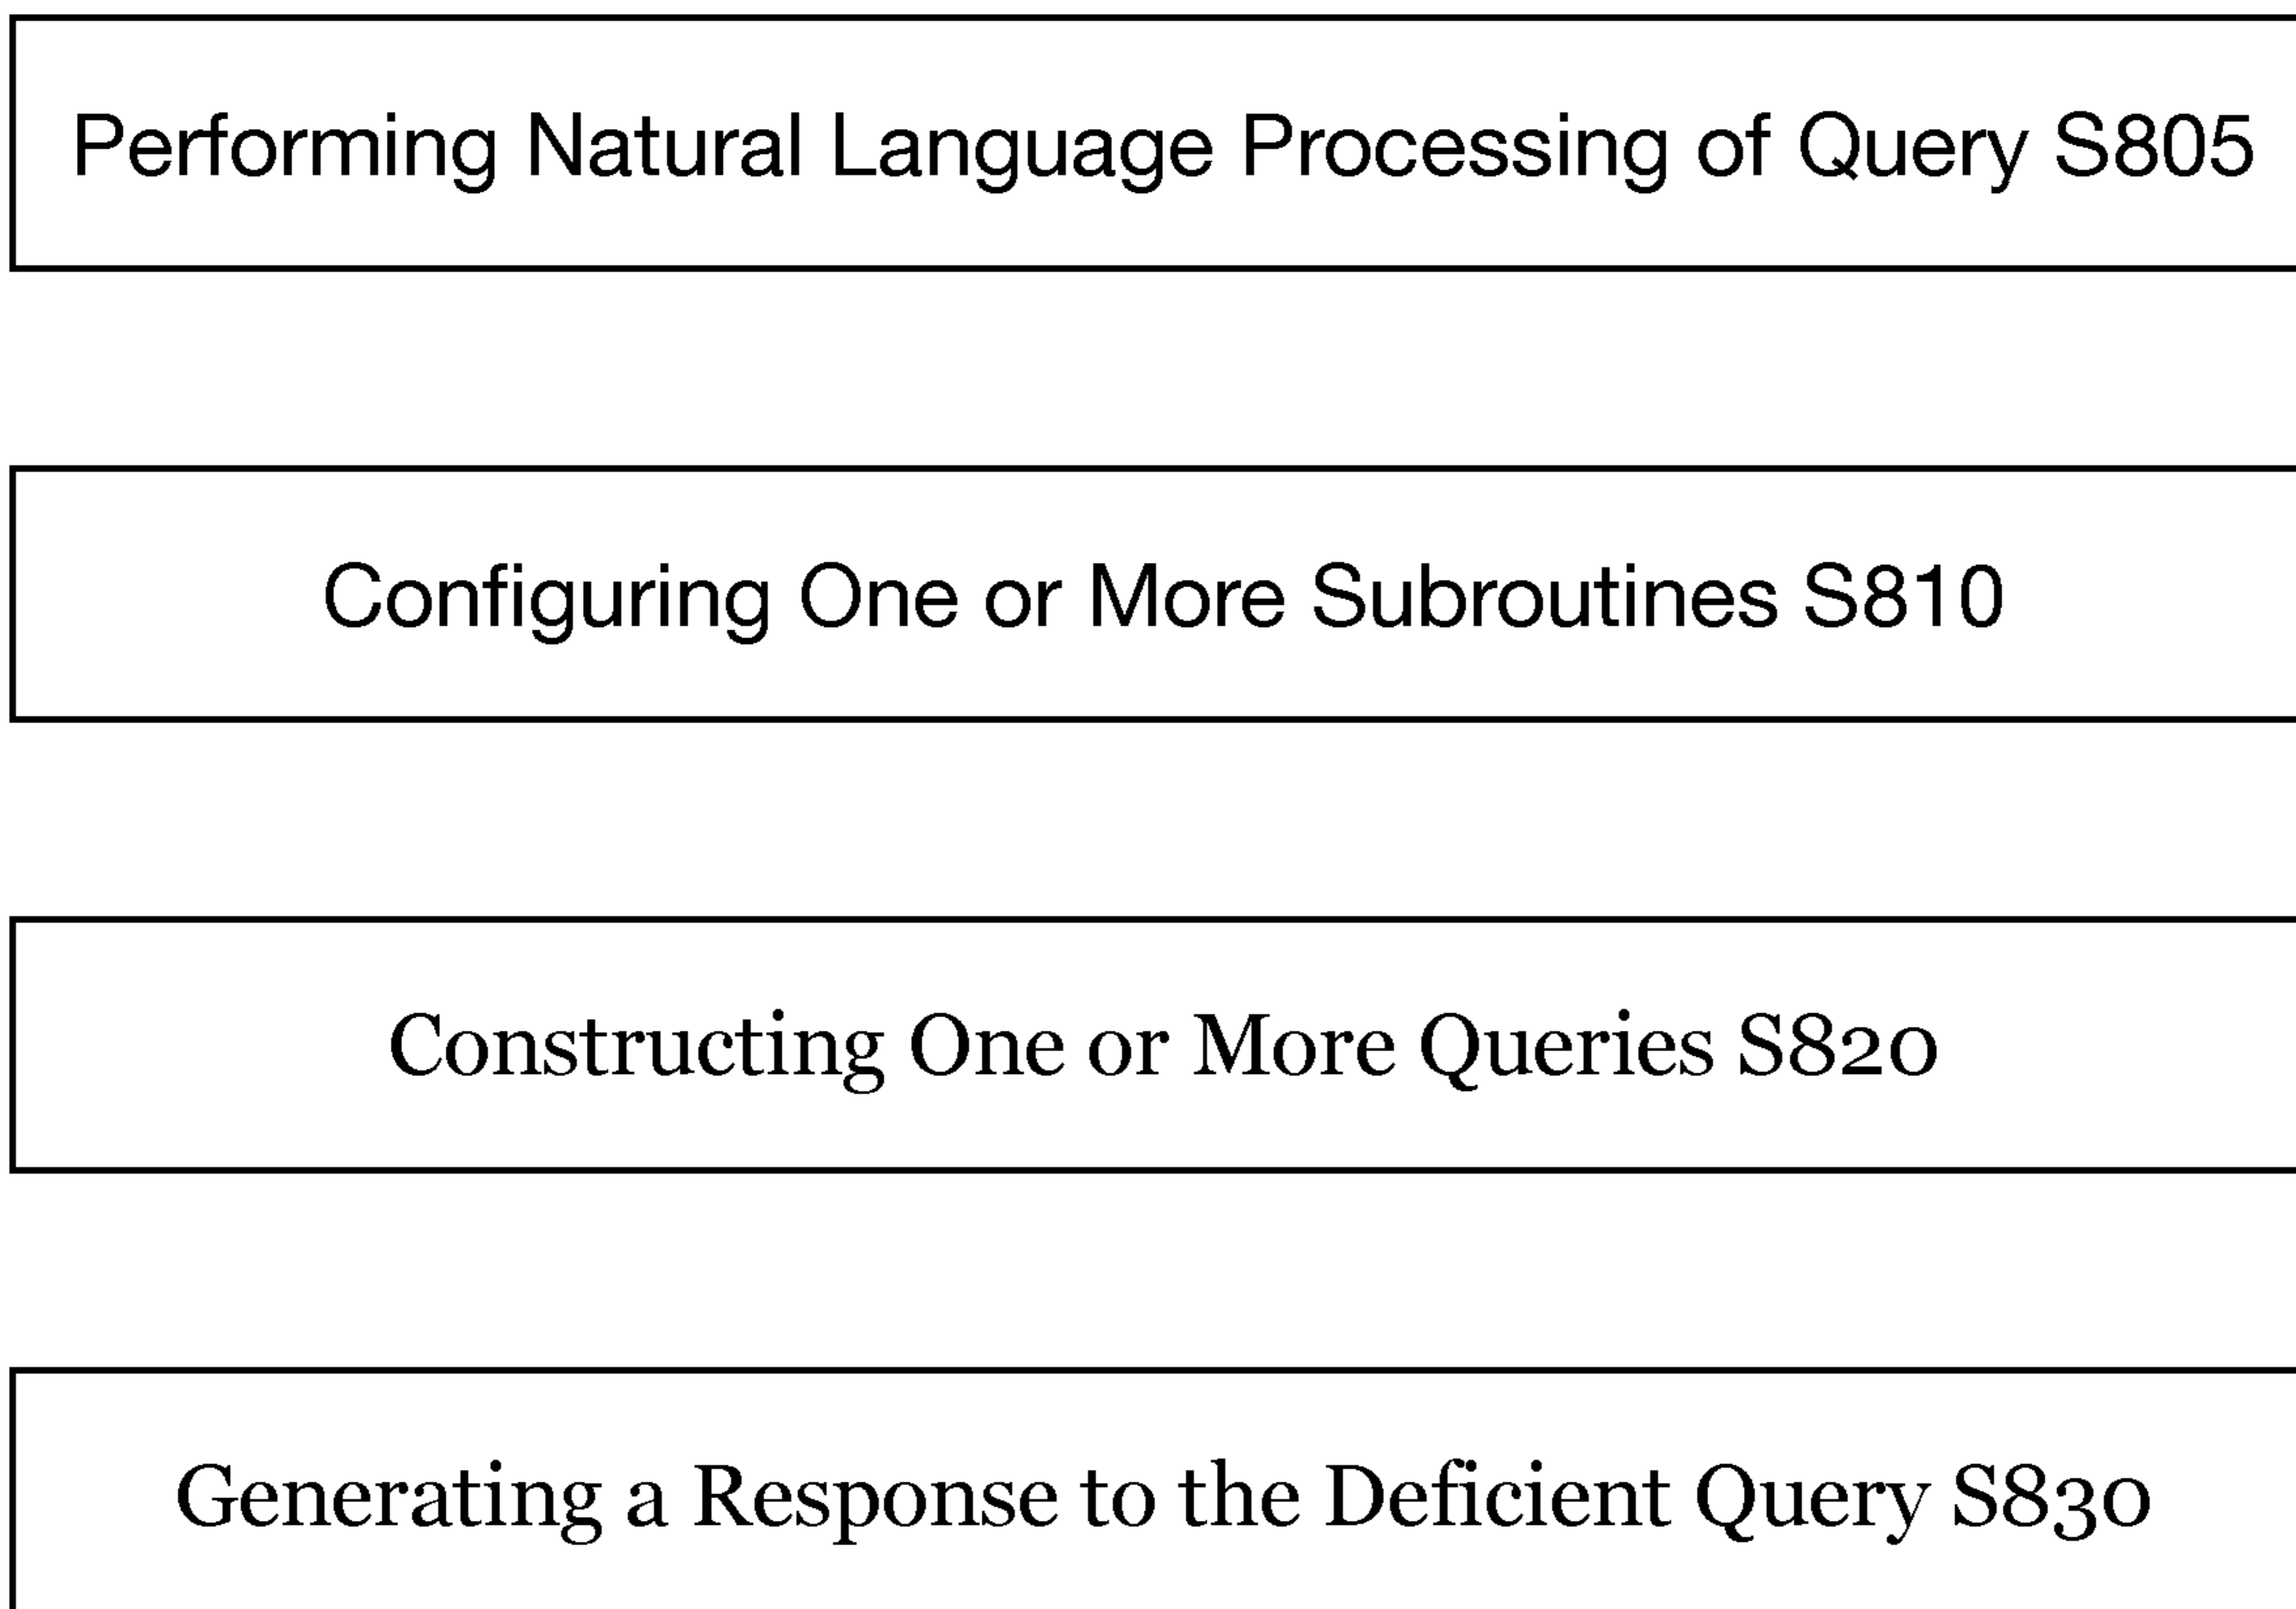 Performing Natural Language Processing of Query S805
Configuring One or More Subroutines S810
Constructing One or More Queries S820
Generating a Response to the Deficient Query S830